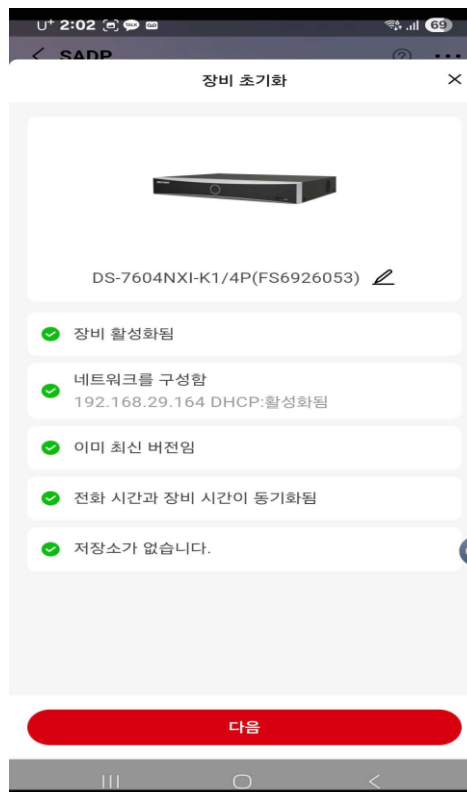 U⁺ 2:02
69
SADP
장비 초기화
DS-7604NXI-K1/4P(FS6926053)
장비 활성화됨
네트워크를 구성함
192.168.29.164 DHCP:활성화됨
이미 최신 버전임
전화 시간과 장비 시간이 동기화됨
저장소가 없습니다.
다음